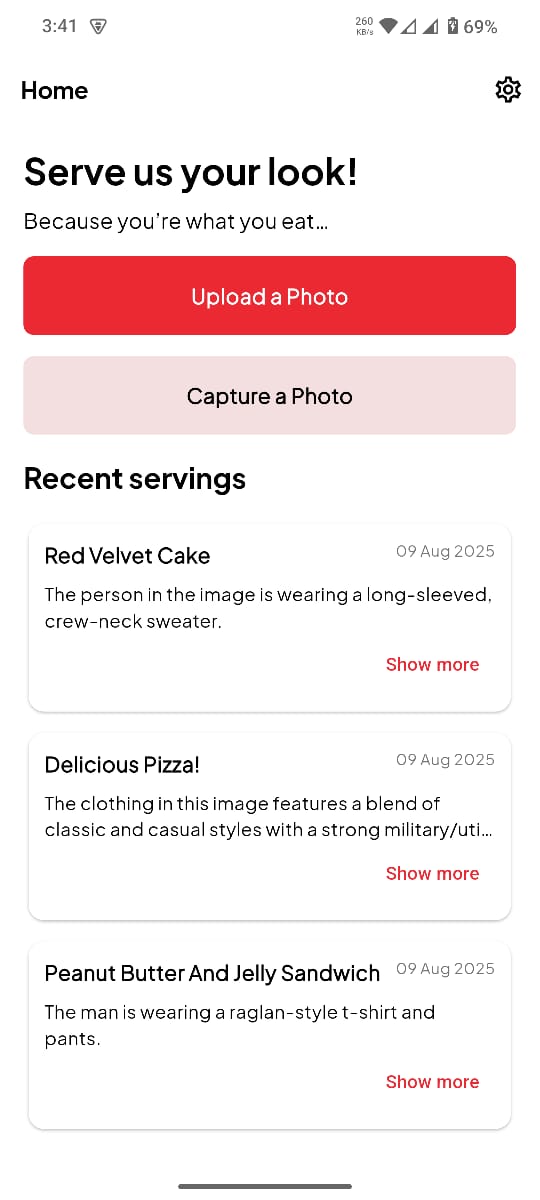 3:41
260
KB/s
69%
Home
Serve us your look!
Because you’re what you eat…
Upload a Photo
Capture a Photo
Recent servings
Red Velvet Cake
09 Aug 2025
The person in the image is wearing a long-sleeved,
crew-neck sweater.
Show more
Delicious Pizza!
09 Aug 2025
The clothing in this image features a blend of
classic and casual styles with a strong military/uti…
Show more
Peanut Butter And Jelly Sandwich
09 Aug 2025
The man is wearing a raglan-style t-shirt and
pants.
Show more